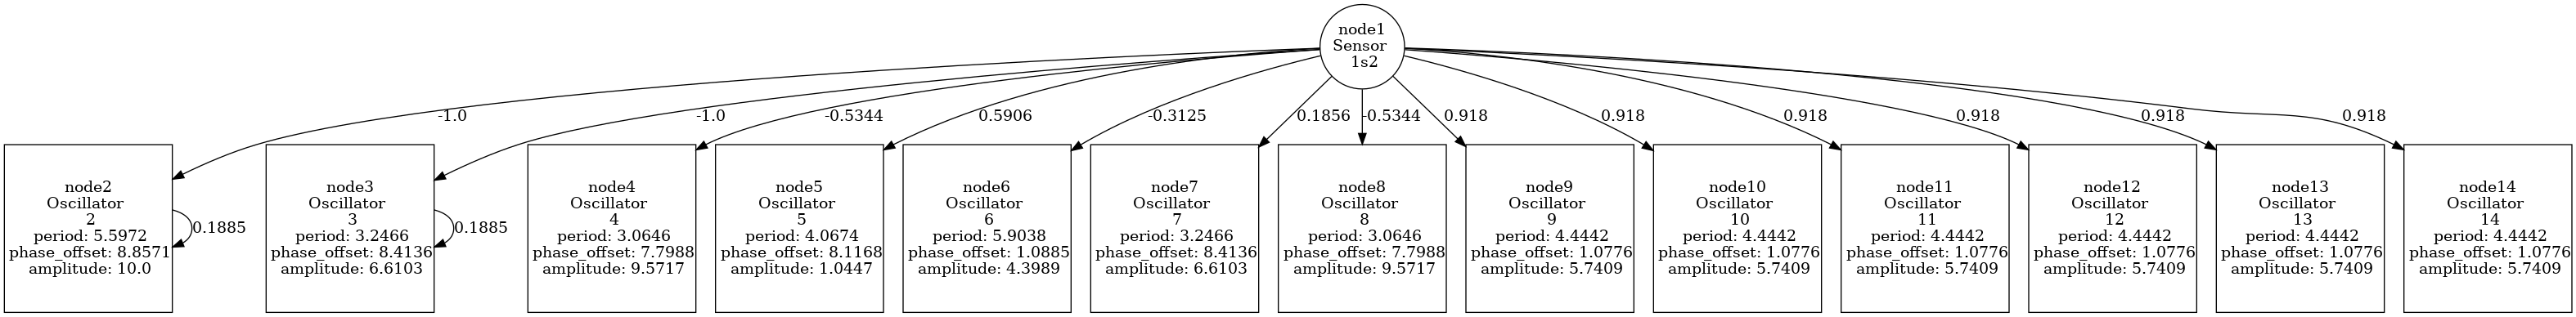 node1
Sensor
1s2
-1.0
-1.0
-0.5344
0.5906
-0.3125
0.1856
-0.5344
0.918
0.918
0.918
0.918
0.918
0.918
node2
Oscillator
2
period: 5.5972
phase_offset: 8.8571
amplitude: 10.0
0.1885
node3
Oscillator
3
period: 3.2466
phase_offset: 8.4136
amplitude: 6.6103
0.1885
node4
Oscillator
4
period: 3.0646
phase_offset: 7.7988
amplitude: 9.5717
node5
Oscillator
5
period: 4.0674
phase_offset: 8.1168
amplitude: 1.0447
node6
Oscillator
6
period: 5.9038
phase_offset: 1.0885
amplitude: 4.3989
node7
Oscillator
7
period: 3.2466
phase_offset: 8.4136
amplitude: 6.6103
node8
Oscillator
8
period: 3.0646
phase_offset: 7.7988
amplitude: 9.5717
node9
Oscillator
9
period: 4.4442
phase_offset: 1.0776
amplitude: 5.7409
node10
Oscillator
10
period: 4.4442
phase_offset: 1.0776
amplitude: 5.7409
node11
Oscillator
11
period: 4.4442
phase_offset: 1.0776
amplitude: 5.7409
node12
Oscillator
12
period: 4.4442
phase_offset: 1.0776
amplitude: 5.7409
node13
Oscillator
13
period: 4.4442
phase_offset: 1.0776
amplitude: 5.7409
node14
Oscillator
14
period: 4.4442
phase_offset: 1.0776
amplitude: 5.7409